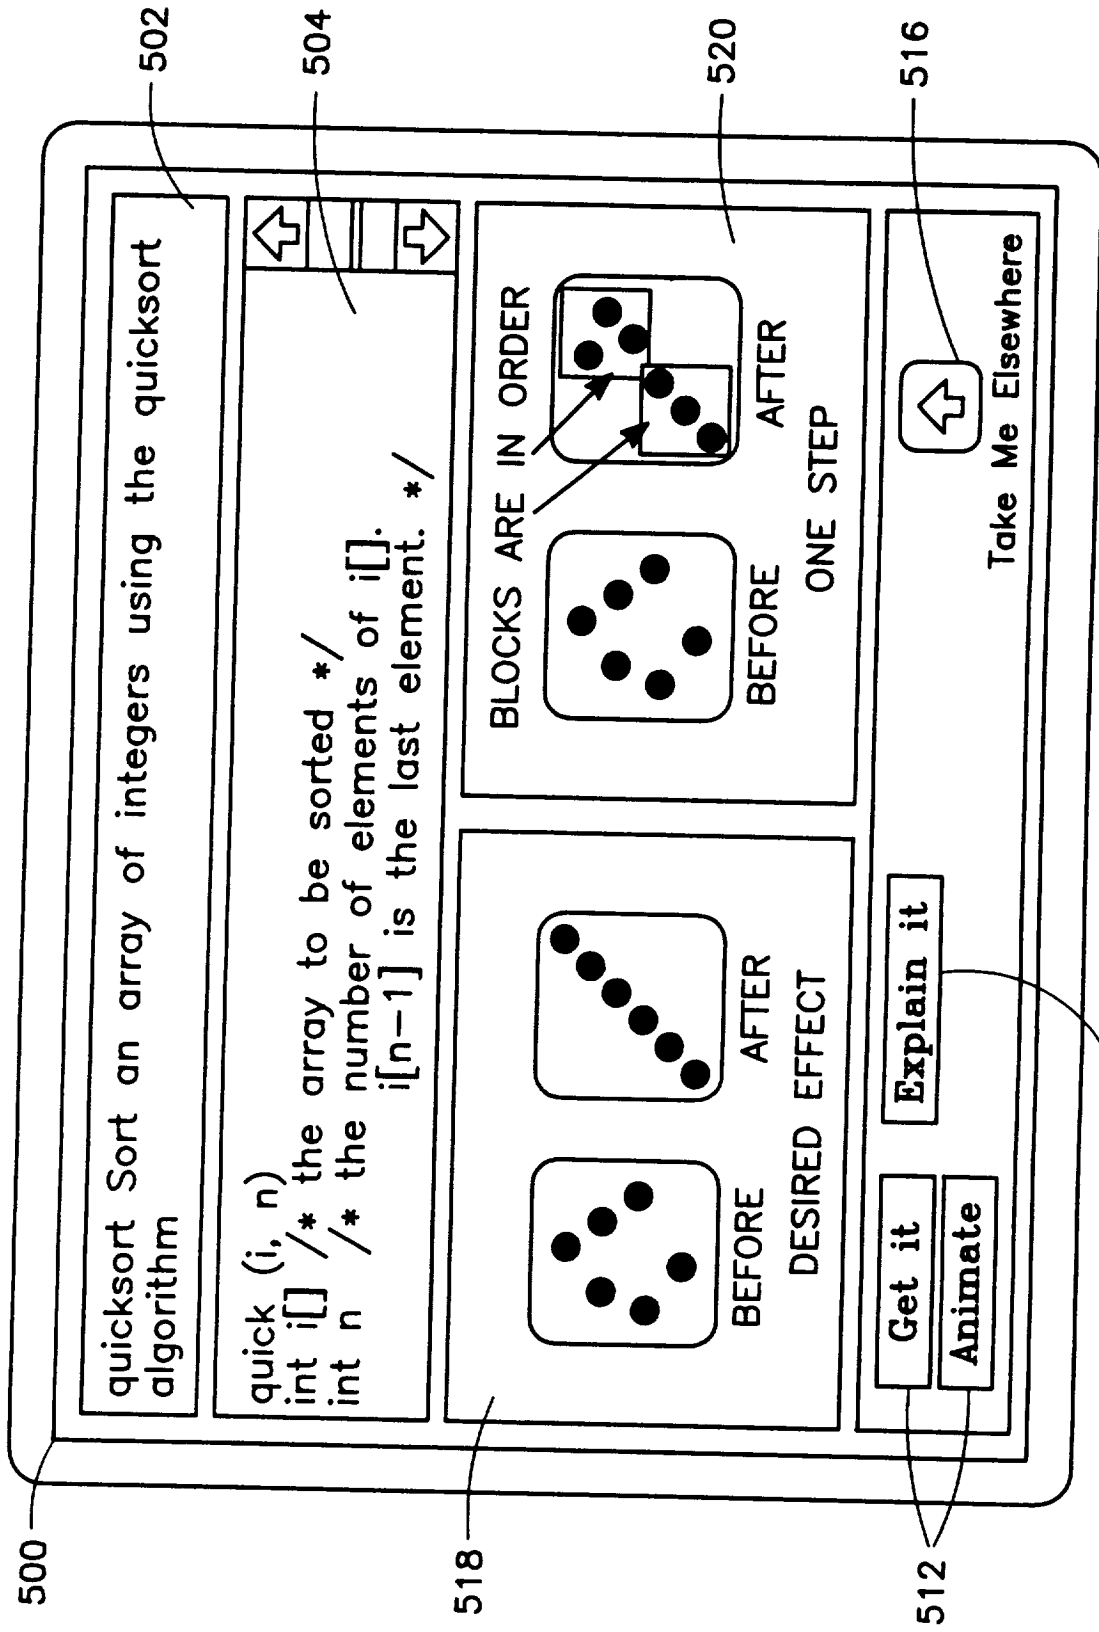 500
502
quicksort Sort an array of integers using the quicksort
algorithm
504
quick (i, n)
int i[] /* the array to be sorted */
int n /* the number of elements of i[].
i[n-1] is the last element. */
518
BEFORE
AFTER
DESIRED EFFECT
520
BLOCKS ARE IN ORDER
BEFORE
AFTER
ONE STEP
512
Get it
Animate
Explain it
516
Take Me Elsewhere